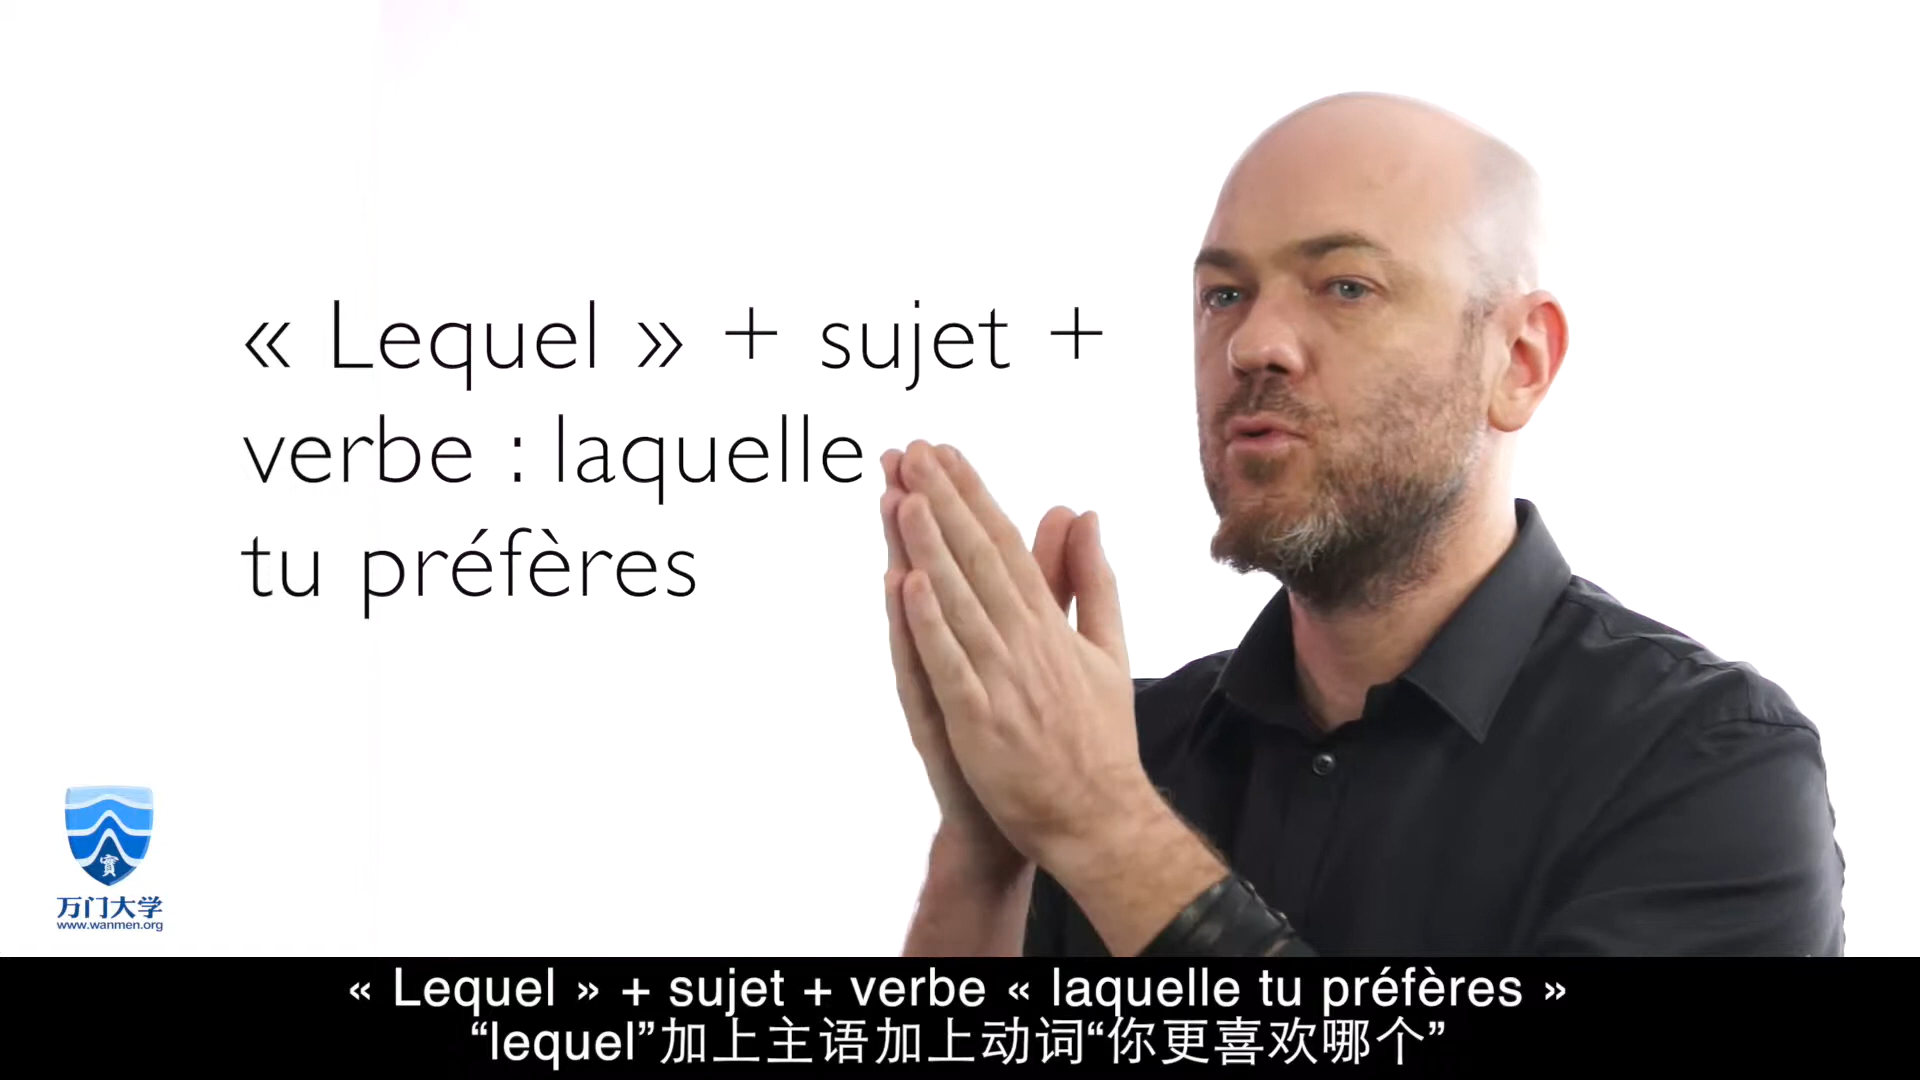 « Lequel » + sujet +
verbe : laquelle
tu préfères
寶
万门大学
www.wanmen.org
« Lequel » + sujet + verbe « laquelle tu préfères »
“lequel”加上主语加上动词“你更喜欢哪个”